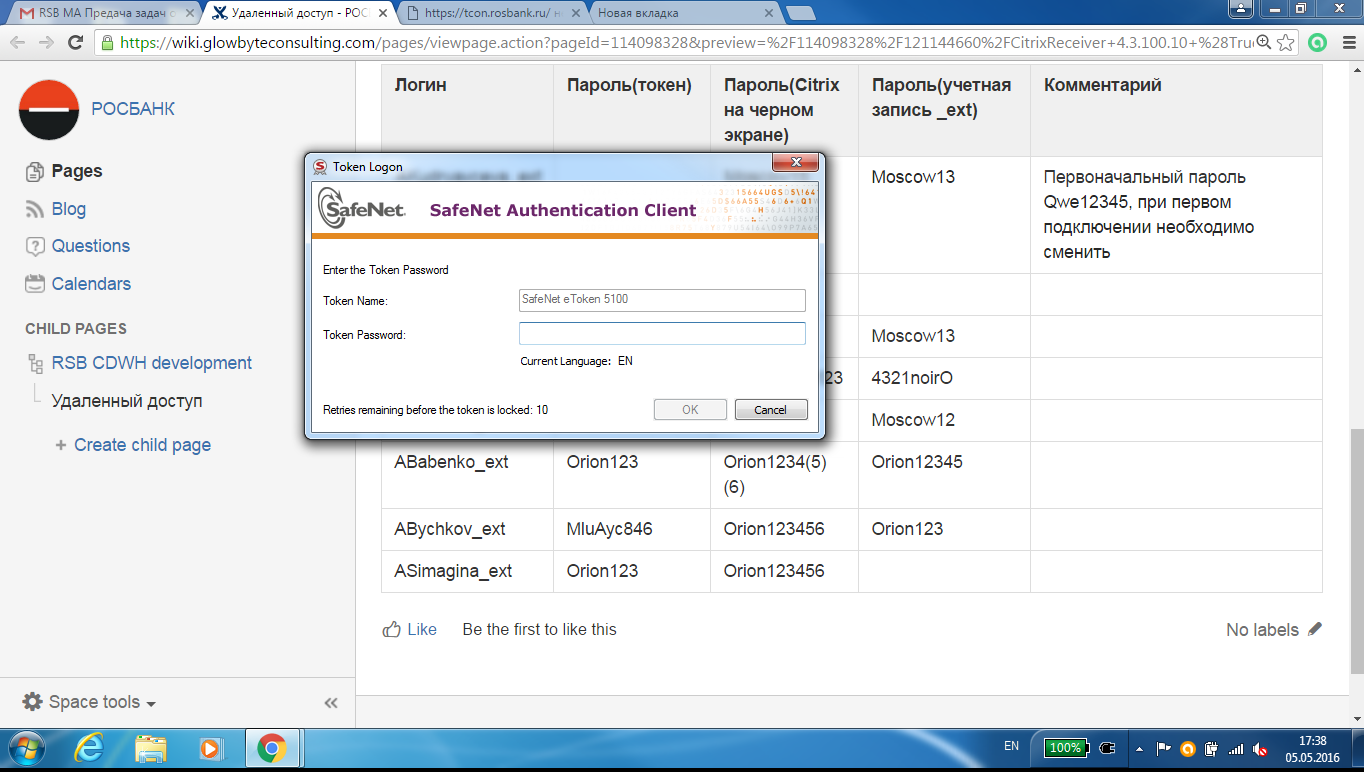 RSB MA Предача задач с
Удаленный доступ - РОС
https://tcon.rosbank.ru/
Новая вкладка
https://wiki.glowbyteconsulting.com/pages/viewpage.action?pageId=114098328&preview=%2F114098328%2F121144660%2FCitrixReceiver+4.3.100.10+%28True
РОСБАНК
Pages
Blog
Questions
Calendars
CHILD PAGES
RSB CDWH development
Удаленный доступ
+ Create child page
Space tools
Логин
Пароль(токен)
Пароль(Citrix
на черном
экране)
Пароль(учетная
запись _ext)
Комментарий
Moscow13
Первоначальный пароль
Qwe12345, при первом
подключении необходимо
сменить
Moscow13
23
4321noirO
Moscow12
ABabenko_ext
Orion123
Orion1234(5)
(6)
Orion12345
ABychkov_ext
MluAyc846
Orion123456
Orion123
ASimagina_ext
Orion123
Orion123456
Token Logon
SafeNet.
SafeNet Authentication Client
Enter the Token Password
Token Name:
SafeNet eToken 5100
Token Password:
Current Language: EN
Retries remaining before the token is locked: 10
OK
Cancel
Like
Be the first to like this
No labels
EN
100%
17:38
05.05.2016